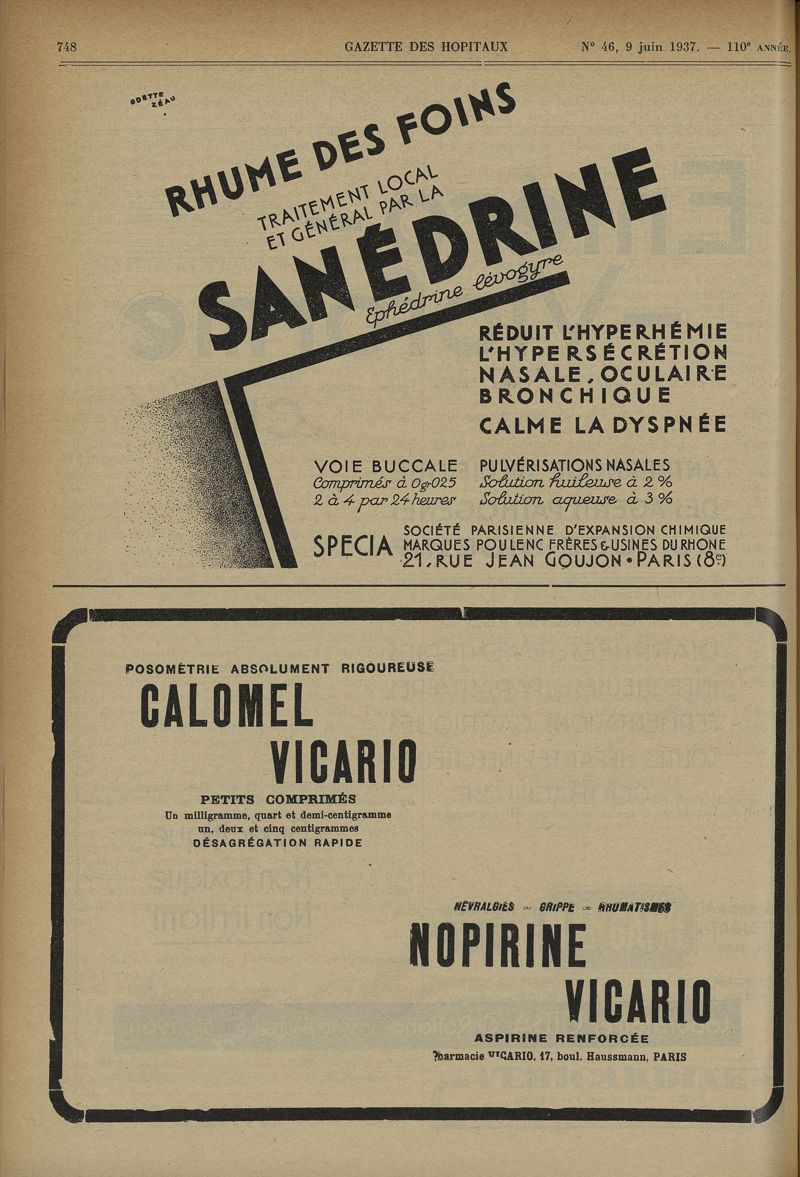 748
GAZETTE DES HOPITAUX
N° 46, 9 juin 1937. — 110e ANNÉE.
ODETTE
ZÉAU
RHUME DES FOINS
TRAITEMENT LOCAL
ET GÉNÉRAL PAR LA
SANÉDRINE
Ephédrine lévogyre
RÉDUIT L'HYPERHÉMIE
L'HYPERSÉCRÉTION
NASALE, OCULAIRE
BRONCHIQUE
CALME LA DYSPNÉE
VOIE BUCCALE
Comprimés à 0gr025
2 à 4 par 24 heures
PULVÉRISATIONS NASALES
Solution huileuse à 2 %
Solution aqueuse à 3 %
SPECIA
SOCIÉTÉ PARISIENNE D'EXPANSION CHIMIQUE
MARQUES POULENC FRÈRES & USINES DU RHONE
21, RUE JEAN GOUJON • PARIS (8e)
POSOMÉTRIE ABSOLUMENT RIGOUREUSE
CALOMEL
VICARIO
PETITS COMPRIMÉS
Un milligramme, quart et demi-centigramme
un, deux et cinq centigrammes
DÉSAGRÉGATION RAPIDE
NÉVRALGIES - GRIPPE - RHUMATISMES
NOPIRINE
VICARIO
ASPIRINE RENFORCÉE
Pharmacie VICARIO, 17, boul. Haussmann, PARIS